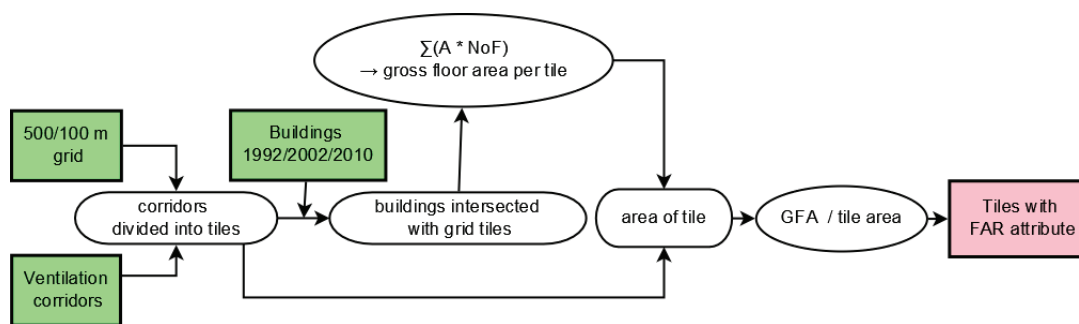 ∑(A * NoF)
→ gross floor area per tile
500/100 m
grid
Buildings
1992/2002/2010
corridors
divided into tiles
buildings intersected
with grid tiles
area of tile
GFA / tile area
Tiles with
FAR attribute
Ventilation
corridors